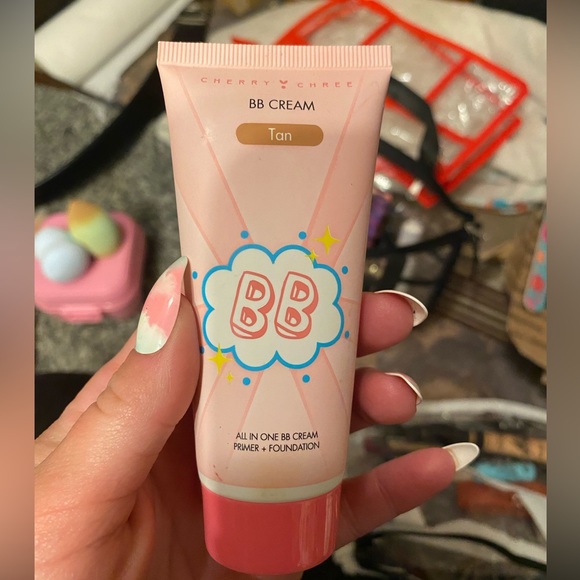 CHERRY CHREE
BB CREAM
Tan
BB
ALL IN ONE BB CREAM
PRIMER + FOUNDATION